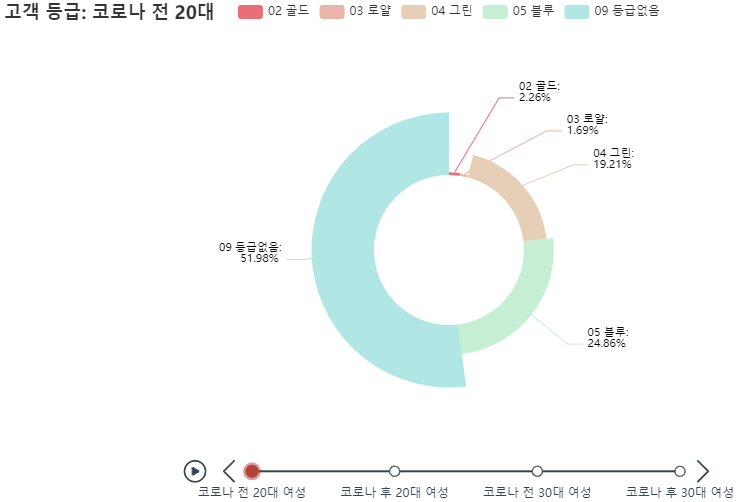 고객 등급: 코로나 전 20대
02 골드
03 로얄
04 그린
05 블루
09 등급없음
02 골드:
2.26%
03 로얄:
1.69%
04 그린:
19.21%
09 등급없음:
51.98%
05 블루:
24.86%
코로나 전 20대 여성
코로나 후 20대 여성
코로나 전 30대 여성
코로나 후 30대 여성